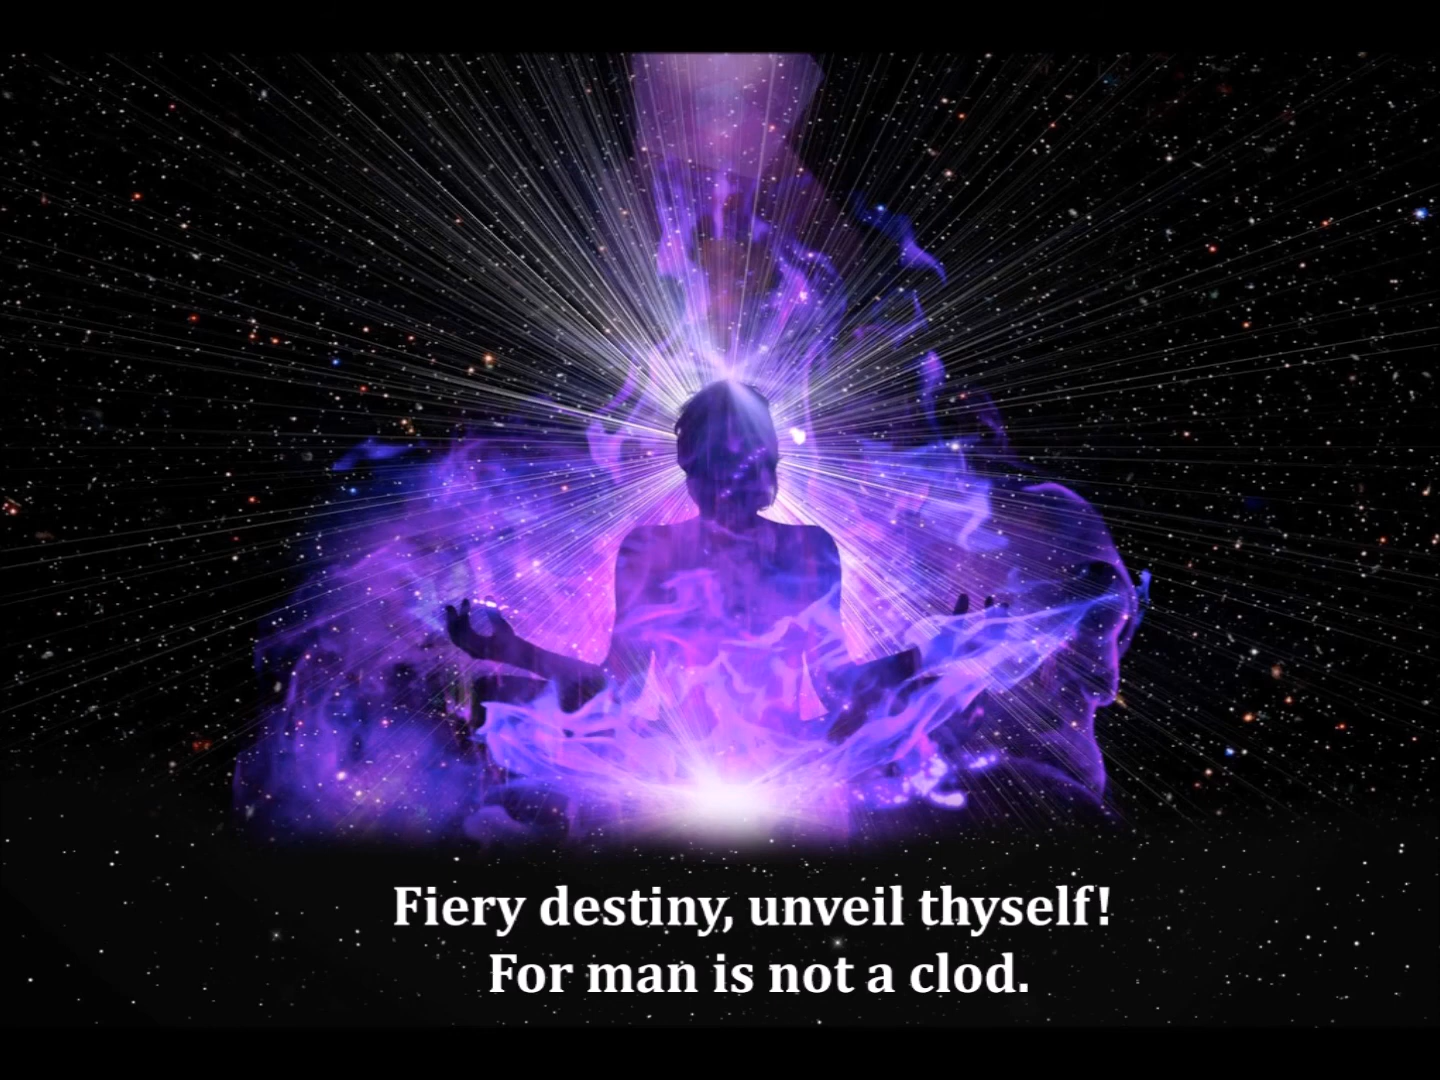 Fiery destiny, unveil thyself!
For man is not a clod.